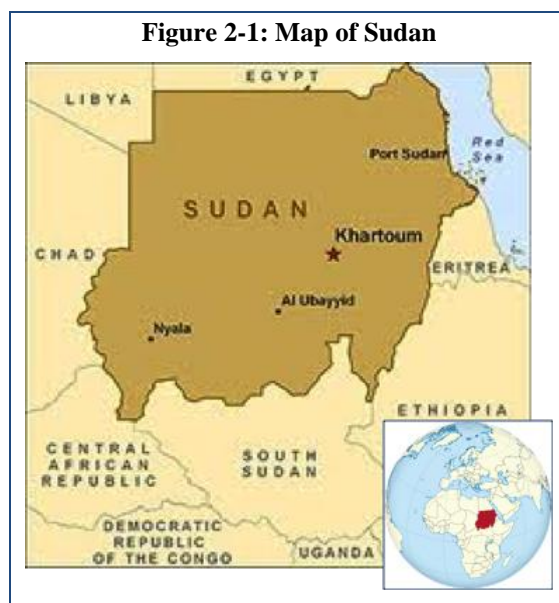 Figure 2-1: Map of Sudan
EGYPT
LIBYA
Red
Sea
Port Sudan
SUDAN
Khartoum
CHAD
ERITREA
Al Ubayyid
Nyala
ETHIOPIA
CENTRAL
AFRICAN
REPUBLIC
SOUTH
SUDAN
DEMOCRATIC
REPUBLIC
OF THE CONGO
UGANDA